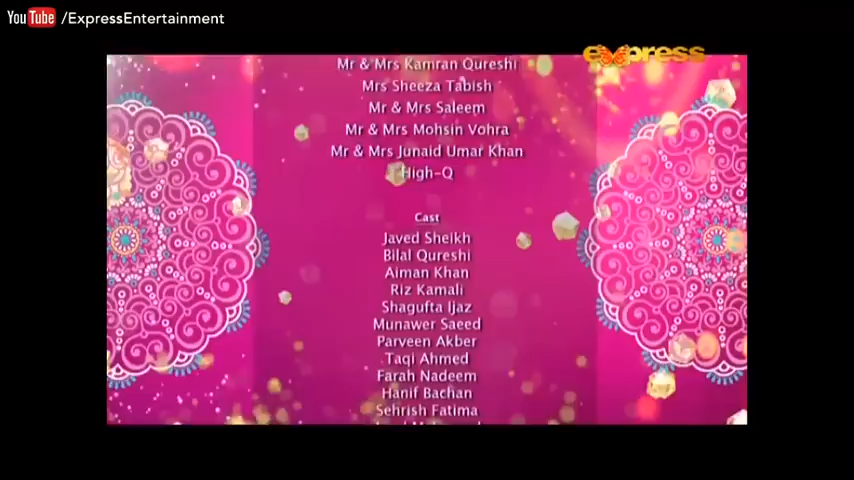 YouTube /ExpressEntertainment
express
Mr & Mrs Kamran Qureshi
Mrs Sheeza Tabish
Mr & Mrs Saleem
Mr & Mrs Mohsin Vohra
Mr & Mrs Junaid Umar Khan
High-Q
Cast
Javed Sheikh
Bilal Qureshi
Aiman Khan
Riz Kamali
Shagufta Ijaz
Munawer Saeed
Parveen Akber
Taqi Ahmed
Farah Nadeem
Hanif Bachan
Sehrish Fatima